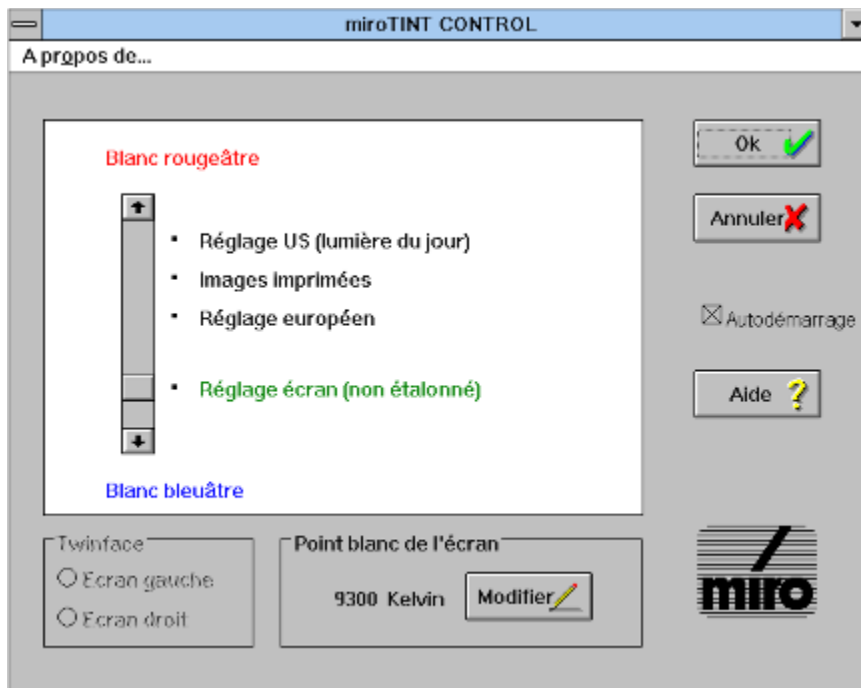 miroTINT CONTROL
A propos de...
Blanc rougeâtre
Réglage US (lumière du jour)
Images imprimées
Réglage européen
Réglage écran (non étalonné)
Blanc bleuâtre
Ok
Annuler
Autodémarrage
Aide
Twinface
Ecran gauche
Ecran droit
Point blanc de l'écran
9300 Kelvin
Modifier
miro